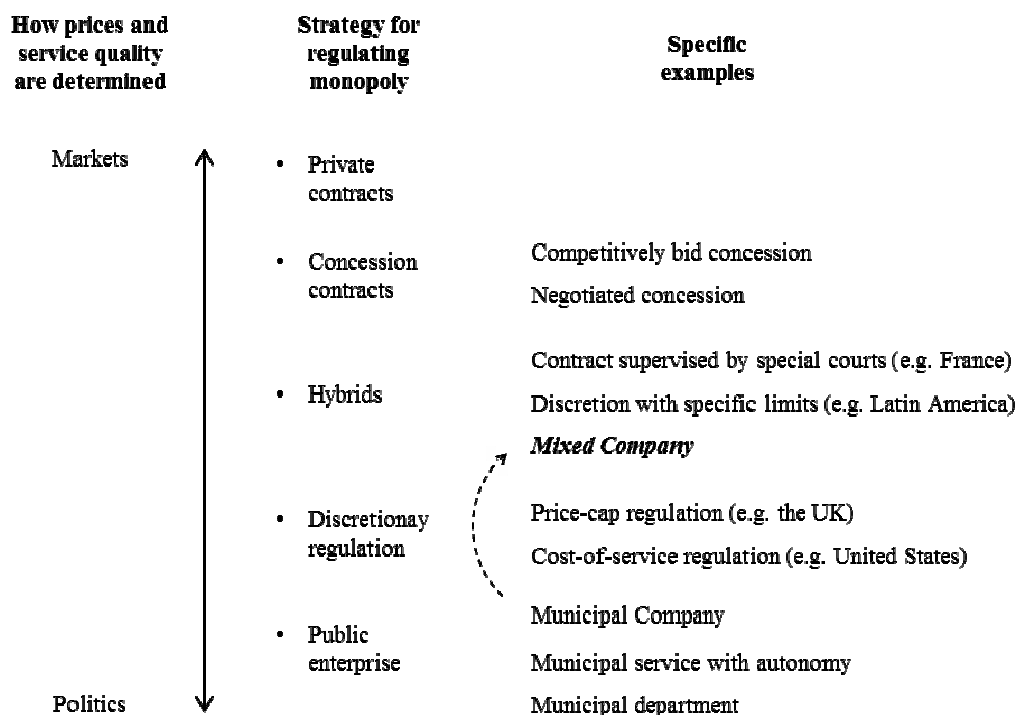 How prices and
service quality
are determined
Strategy for
regulating
monopoly
Specific
examples
Markets
• Private
contracts
• Concession
contracts
Competitively bid concession
Negotiated concession
• Hybrids
Contract supervised by special courts (e.g. France)
Discretion with specific limits (e.g. Latin America)
Mixed Company
• Discretionay
regulation
Price-cap regulation (e.g. the UK)
Cost-of-service regulation (e.g. United States)
• Public
enterprise
Municipal Company
Municipal service with autonomy
Municipal department
Politics